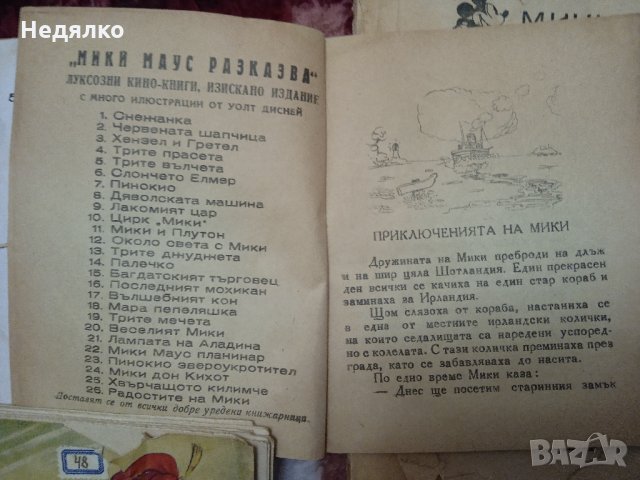 Недялко
МИКИ
„МИКИ МАУС РАЗКАЗВА“
ЛУКСОЗНИ КИНО-КНИГИ, ИЗИСКАНО ИЗДАНИЕ
С МНОГО ИЛЮСТРАЦИИ ОТ УОЛТ ДИСНЕЙ
1. Снежанка
2. Червената шапчица
3. Хензел и Гретел
4. Трите прасета
5. Трите вълчета
6. Слончето Елмер
7. Пинокио
8. Дяволската машина
9. Лакомият цар
10. Цирк „Мики“
11. Мики и Плутон
12. Около света с Мики
13. Трите джуджета
14. Палечко
15. Багдатският търговец
16. Последният мохикан
17. Вълшебният кон
18. Мара пепеляшка
19. Трите мечета
20. Веселият Мики
21. Лампата на Аладина
22. Мики Маус планинар
23. Пинокио звероукротител
24. Мики дон Кихот
25. Хвърчащото килимче
26. Радостите на Мики
Доставят се от всички добре уредени книжарници.
48
ПРИКЛЮЧЕНИЯТА НА МИКИ
Дружината на Мики преброди на длъж
и на шир цяла Шотландия. Един прекрасен
ден всички се качиха на един стар кораб и
заминаха за Ирландия.
Щом слязоха от кораба, настаниха се
в една от местните ирландски колички,
на които седалищата са наредени успоред-
но с колелата. С тази количка преминаха през
града, като се забавляваха до насита.
По едно време Мики каза:
— Днес ще посетим старинния замък
BAZAR